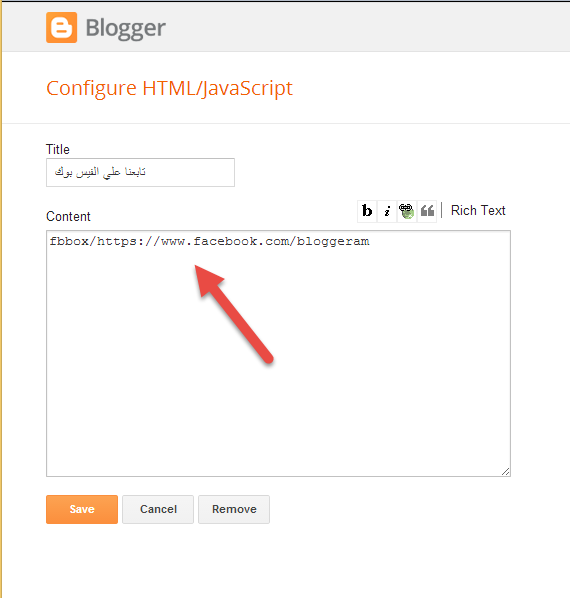 Blogger
Configure HTML/JavaScript
Title
تابعنا علي الفيس بوك
Content
b i Rich Text
fbbox/https://www.facebook.com/bloggeram
Save Cancel Remove